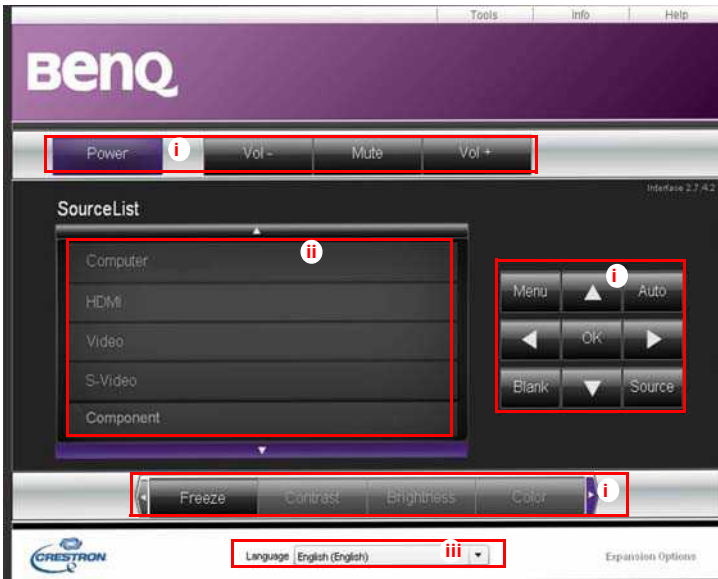 Tools Info Help
BenQ
Power i Vol - Mute Vol +
Interface 2.7.4.2
SourceList
ii
Computer
HDMI
Video
S-Video
Component
i
Menu Auto
OK
Blank Source
Freeze Contrast Brightness Color i
CRESTRON
Language English (English) iii
Expansion Options